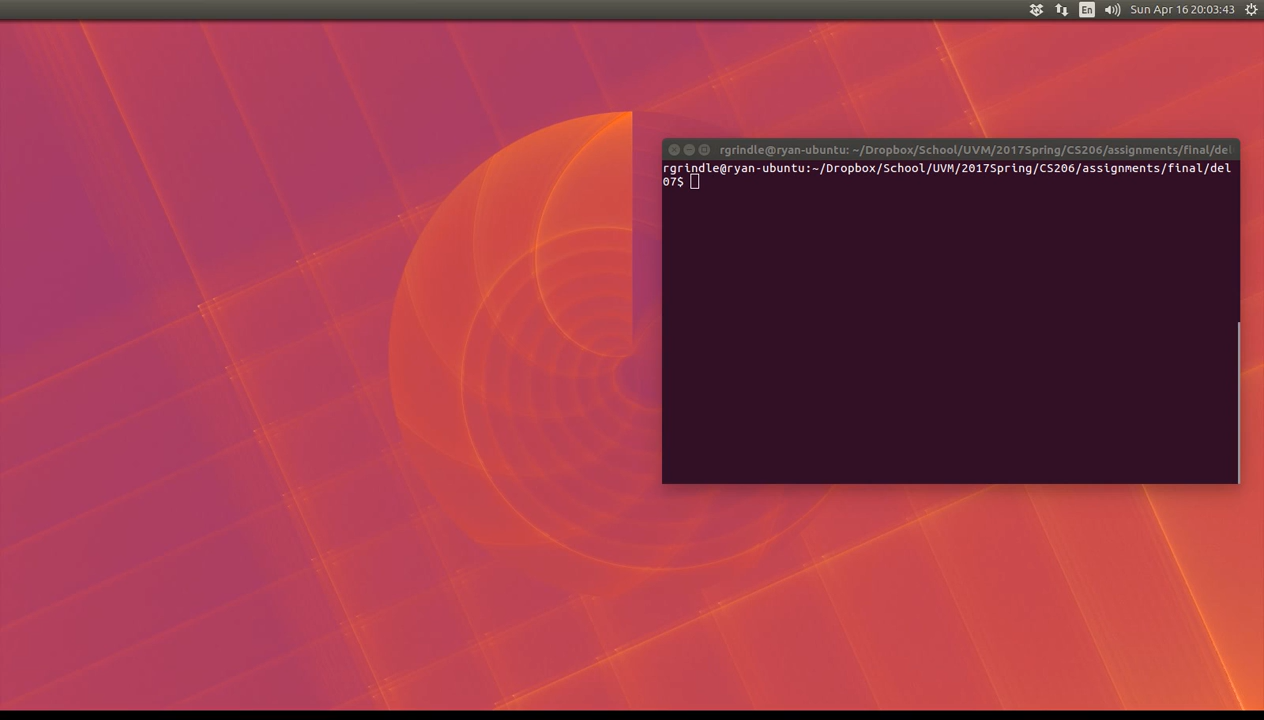 En Sun Apr 16 20:03:43
rgrindle@ryan-ubuntu: ~/Dropbox/School/UVM/2017Spring/CS206/assignments/final/del
rgrindle@ryan-ubuntu:~/Dropbox/School/UVM/2017Spring/CS206/assignments/final/del
07$